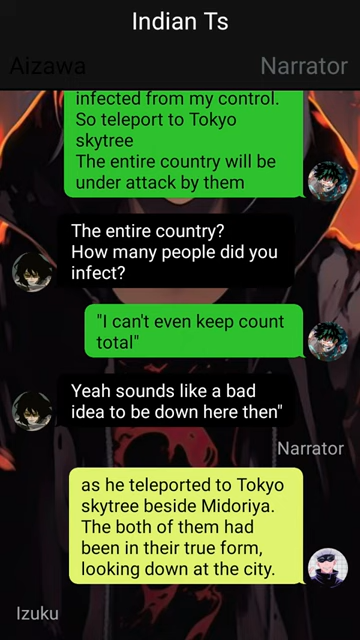 Indian Ts
Aizawa
Narrator
infected from my control.
So teleport to Tokyo
skytree
The entire country will be
under attack by them
The entire country?
How many people did you
infect?
"I can't even keep count
total"
Yeah sounds like a bad
idea to be down here then"
Narrator
as he teleported to Tokyo
skytree beside Midoriya.
The both of them had
been in their true form,
looking down at the city.
Izuku